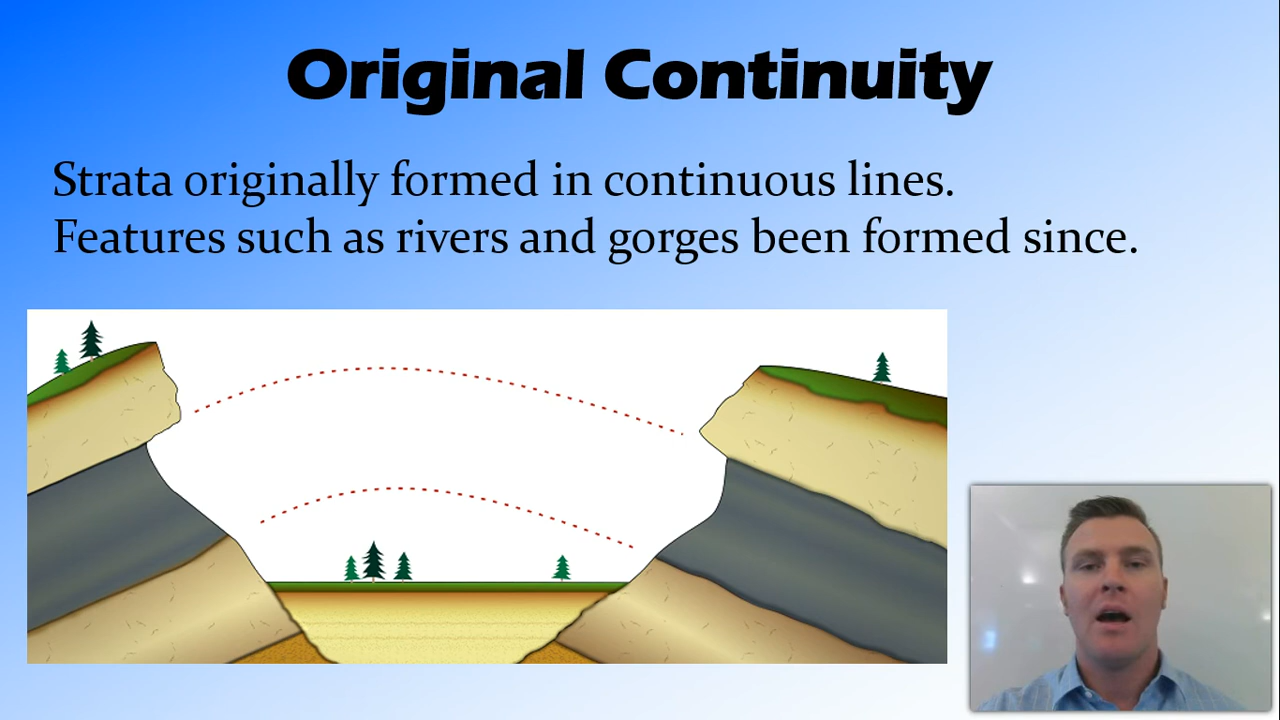 Original Continuity
Strata originally formed in continuous lines.
Features such as rivers and gorges been formed since.